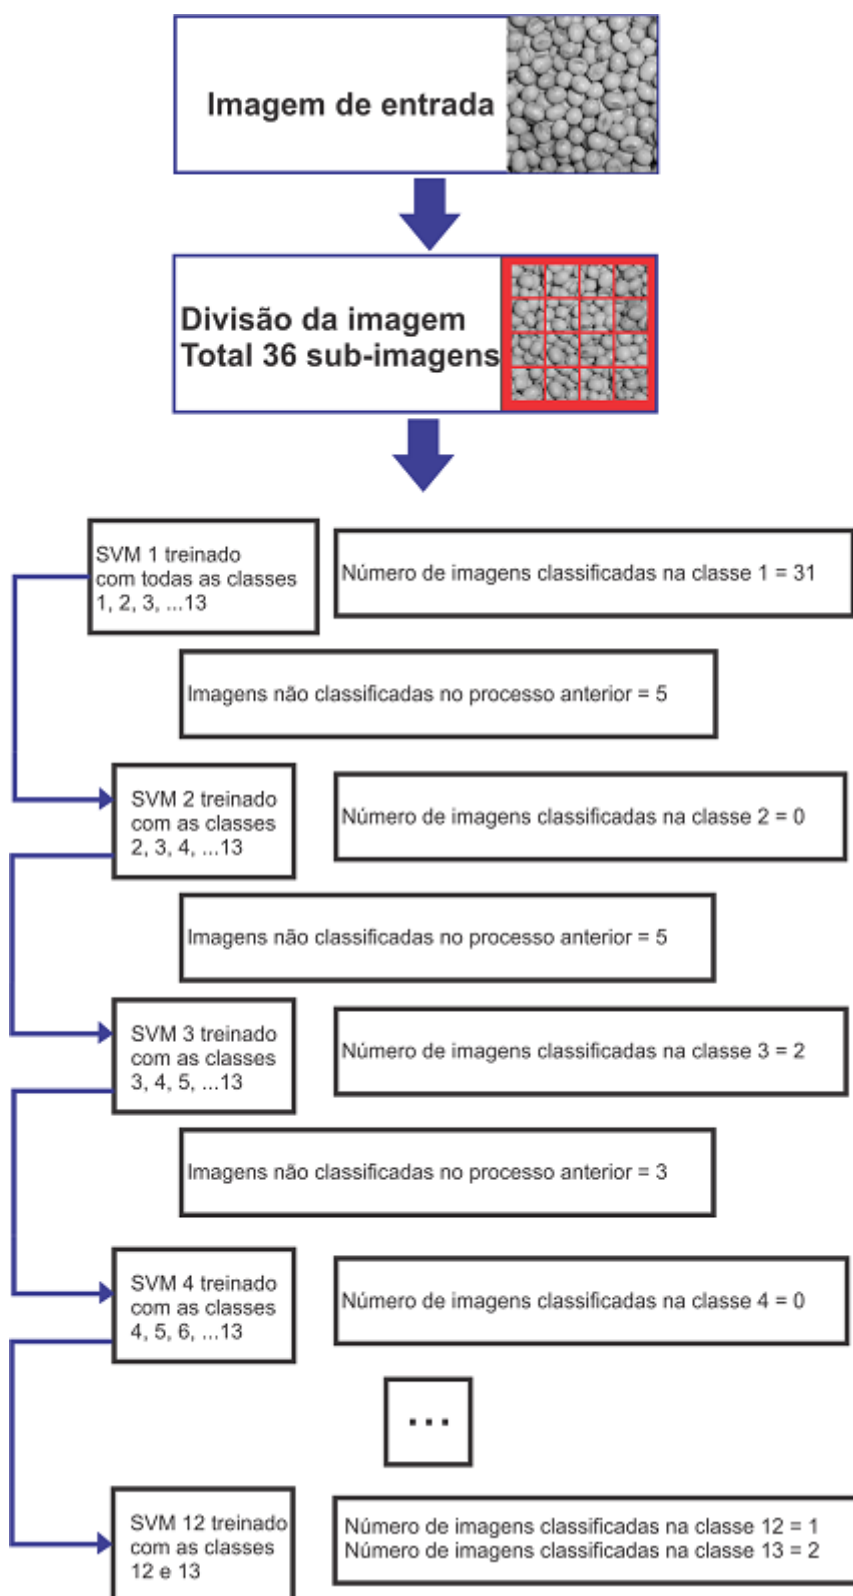 Imagem de entrada
Divisão da imagem
Total 36 sub-imagens
SVM 1 treinado
com todas as classes
1, 2, 3, ...13
Número de imagens classificadas na classe 1 = 31
Imagens não classificadas no processo anterior = 5
SVM 2 treinado
com as classes
2, 3, 4, ...13
Número de imagens classificadas na classe 2 = 0
Imagens não classificadas no processo anterior = 5
SVM 3 treinado
com as classes
3, 4, 5, ...13
Número de imagens classificadas na classe 3 = 2
Imagens não classificadas no processo anterior = 3
SVM 4 treinado
com as classes
4, 5, 6, ...13
Número de imagens classificadas na classe 4 = 0
...
SVM 12 treinado
com as classes
12 e 13
Número de imagens classificadas na classe 12 = 1
Número de imagens classificadas na classe 13 = 2